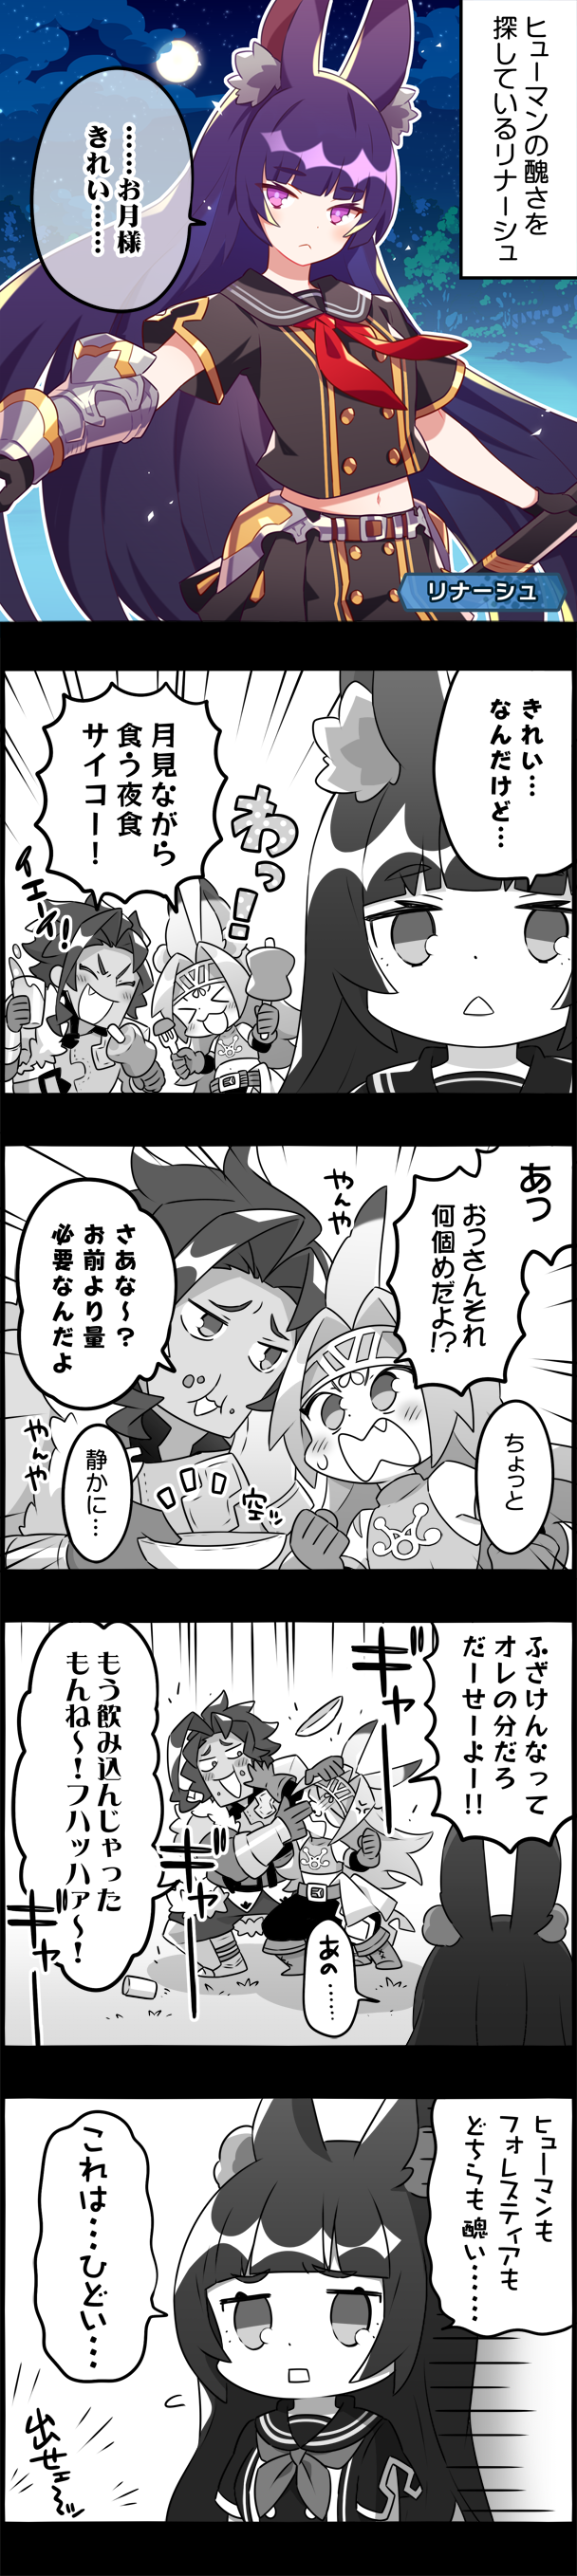 ヒューマンの醜さを
探しているリナーシュ
……お月様
きれい……
リナーシュ
きれい…
なんだけど…
わっ！
月見ながら
食う夜食
サイコー！
イエーイ！
あっ
おっさんそれ
何個めだよ!?
やんや
さあな～？
お前より量
必要なんだよ
ちょっと
空ッ
静かに…
やんや
ふざけんなって
オレの分だろ
だーせーよー!!
ギャー
もう飲み込んじゃった
もんね～！フハッハァ～！
ギャー
ギャー
あの……
ヒューマンも
フォレスティアも
どちらも醜い……
これは…ひどい…
出せェ～ッ